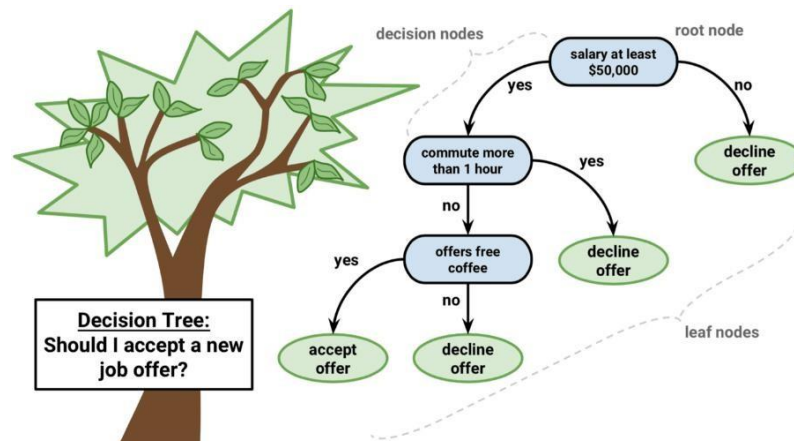 decision nodes
root node
salary at least
$50,000
yes
no
commute more
than 1 hour
decline
offer
yes
no
offers free
coffee
decline
offer
yes
no
Decision Tree:
Should I accept a new
job offer?
accept
offer
decline
offer
leaf nodes